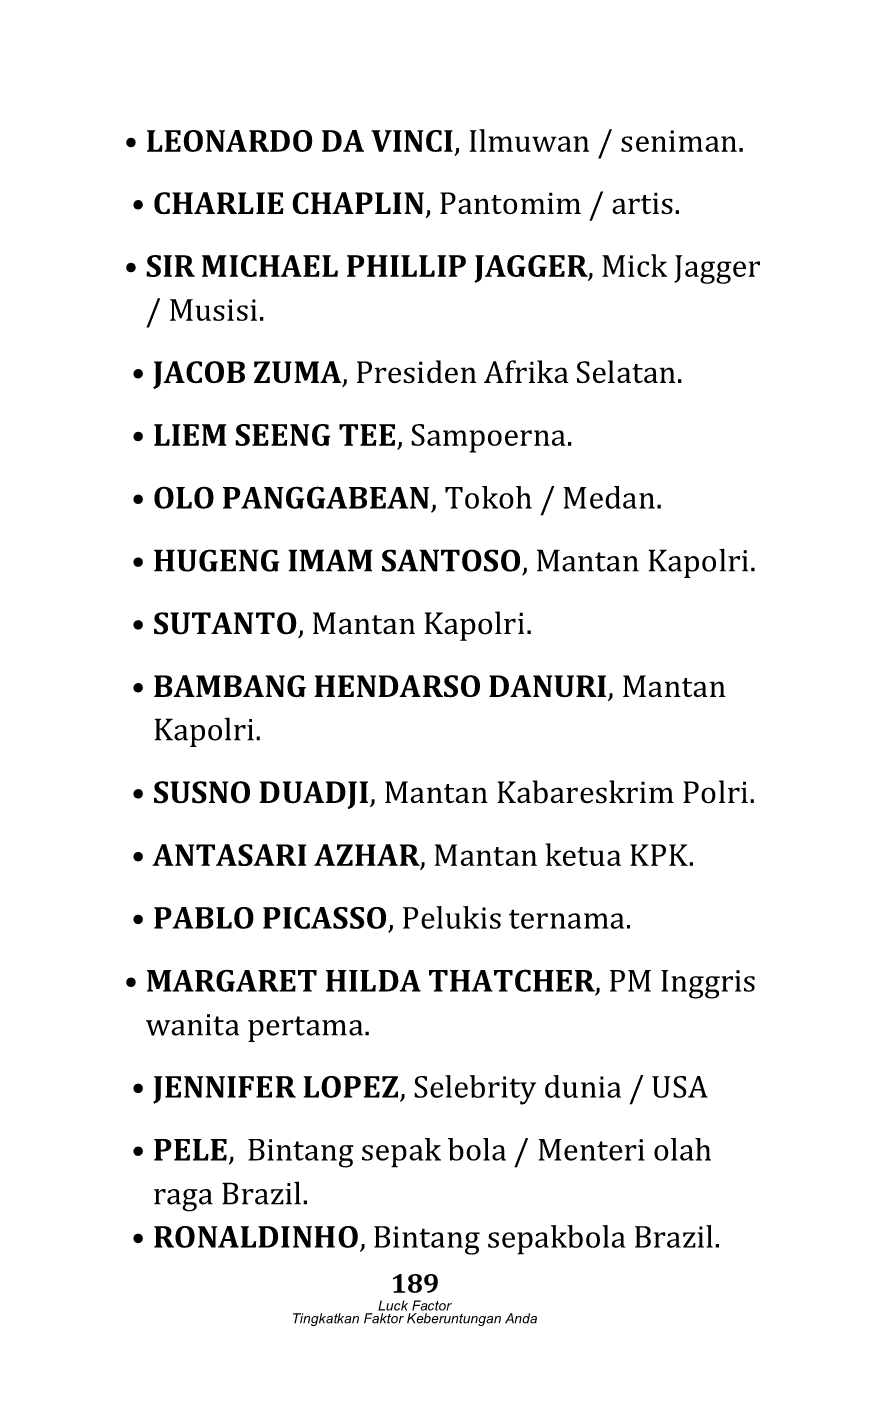 • LEONARDO DA VINCI, Ilmuwan / seniman.
• CHARLIE CHAPLIN, Pantomim / artis.
• SIR MICHAEL PHILLIP JAGGER, Mick Jagger
/ Musisi.
• JACOB ZUMA, Presiden Afrika Selatan.
• LIEM SEENG TEE, Sampoerna.
• OLO PANGGABEAN, Tokoh / Medan.
• HUGENG IMAM SANTOSO, Mantan Kapolri.
• SUTANTO, Mantan Kapolri.
• BAMBANG HENDARSO DANURI, Mantan
Kapolri.
• SUSNO DUADJI, Mantan Kabareskrim Polri.
• ANTASARI AZHAR, Mantan ketua KPK.
• PABLO PICASSO, Pelukis ternama.
• MARGARET HILDA THATCHER, PM Inggris
wanita pertama.
• JENNIFER LOPEZ, Selebrity dunia / USA
• PELE, Bintang sepak bola / Menteri olah
raga Brazil.
• RONALDINHO, Bintang sepakbola Brazil.
189
Luck Factor
Tingkatkan Faktor Keberuntungan Anda